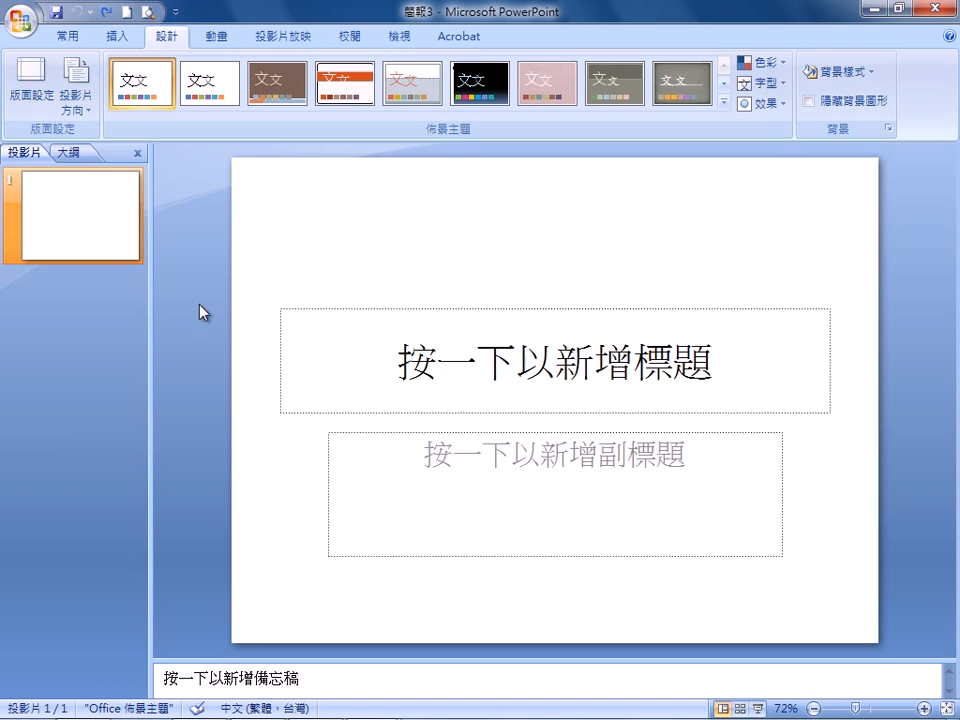 簡報3 - Microsoft PowerPoint
常用 插入 設計 動畫 投影片放映 校閱 檢視 Acrobat
版面設定 投影片方向
版面設定
文文 文文 文文 文文 文文 文文 文文 文文 文文
佈景主題
色彩
字型
效果
背景樣式
隱藏背景圖形
背景
投影片 大綱 x
1
按一下以新增標題
按一下以新增副標題
按一下以新增備忘稿
投影片 1 / 1 "Office 佈景主題" 中文 (繁體，台灣) 72%